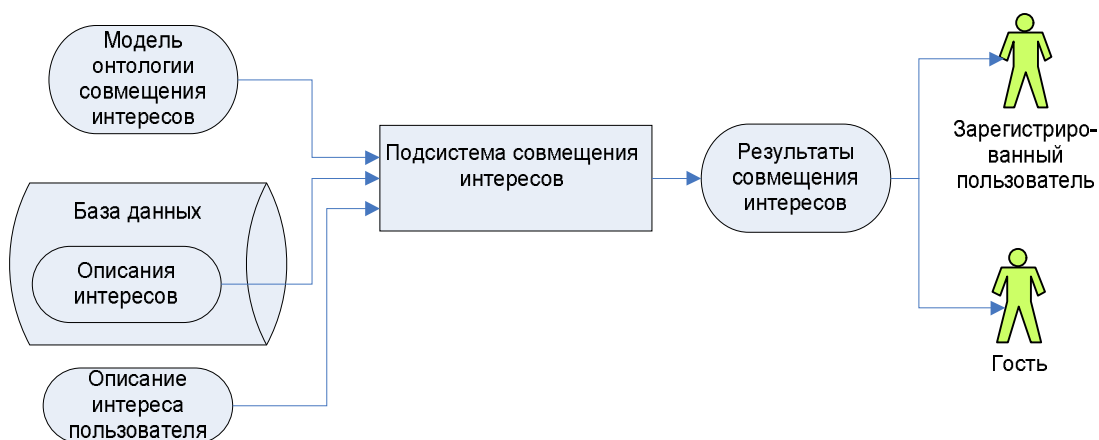 Модель
онтологии
совмещения
интересов
База данных
Описания
интересов
Описание
интереса
пользователя
Подсистема совмещения
интересов
Результаты
совмещения
интересов
Зарегистриро-
ванный
пользователь
Гость